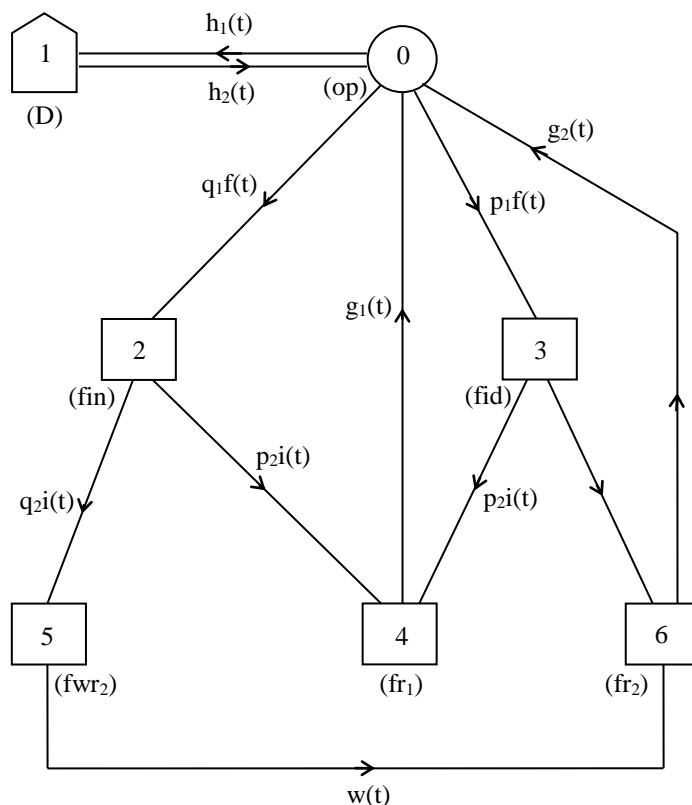 h₁(t)
1
0
h₂(t)
(op)
(D)
g₂(t)
q₁f(t)
p₁f(t)
g₁(t)
2
3
(fin)
(fid)
p₂i(t)
q₂i(t)
p₂i(t)
5
4
6
(fwr₂)
(fr₁)
(fr₂)
w(t)